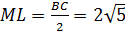 ML = BC/2 = 2√5